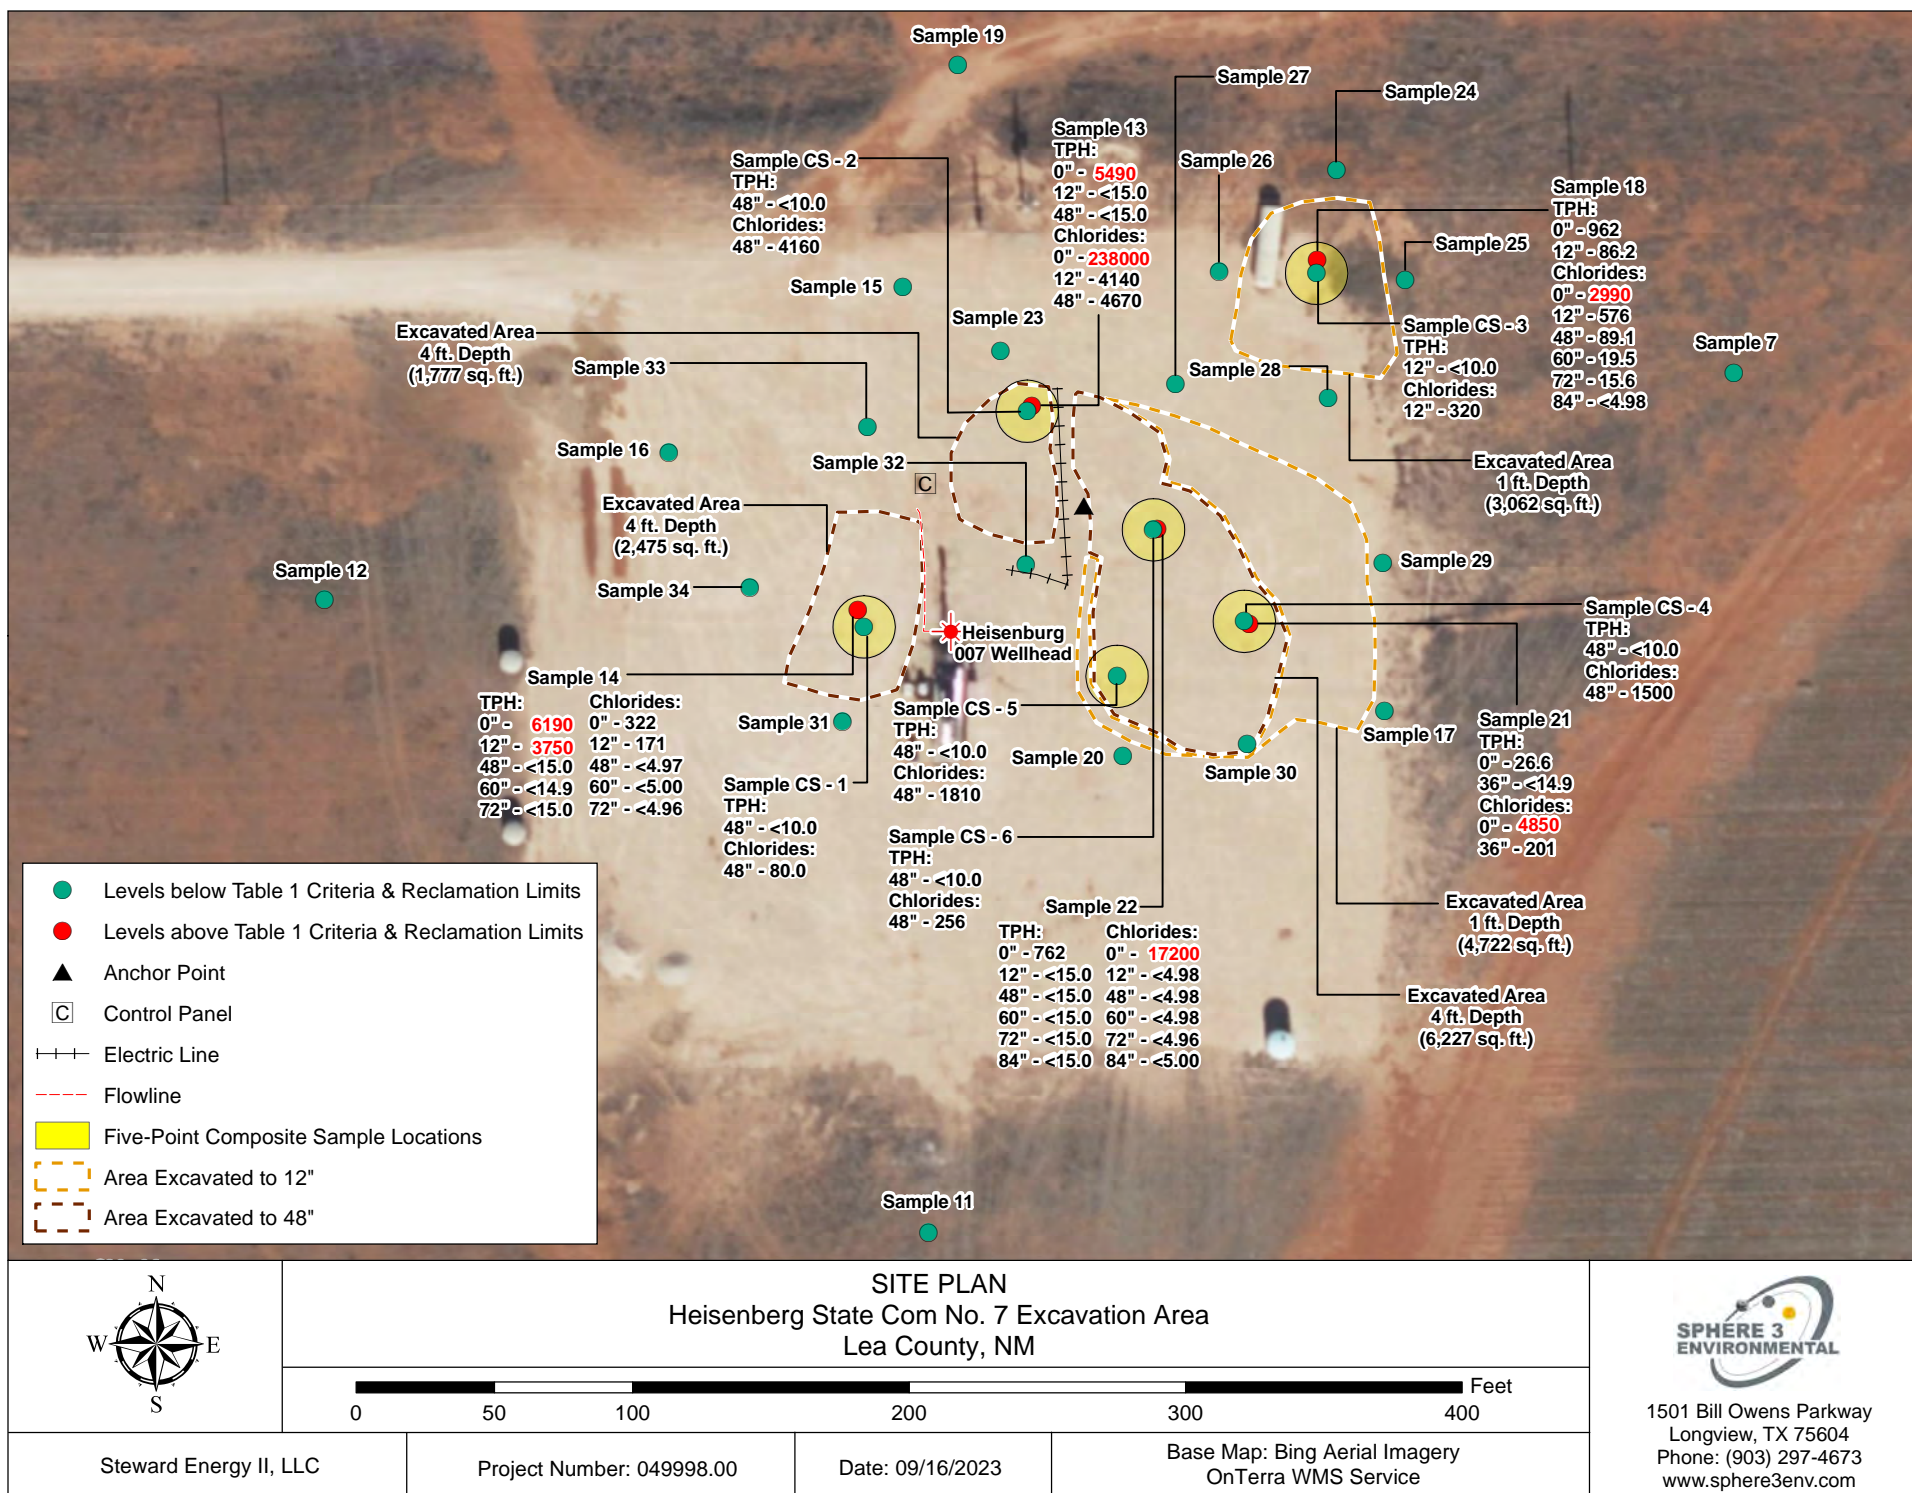 Sample 19
Sample 27
Sample 24
Sample 13
TPH:
0" - 5490
12" - <15.0
48" - <15.0
Chlorides:
0" - 238000
12" - 4140
48" - 4670
Sample CS - 2
TPH:
48" - <10.0
Chlorides:
48" - 4160
Sample 26
Sample 18
TPH:
0" - 962
12" - 86.2
Chlorides:
0" - 2990
12" - 576
48" - 89.1
60" - 19.5
72" - 15.6
84" - <4.98
Sample 25
Sample 15
Sample 23
Sample CS - 3
TPH:
12" - <10.0
Chlorides:
12" - 320
Sample 7
Excavated Area
4 ft. Depth
(1,777 sq. ft.)
Sample 33
Sample 28
Sample 16
Sample 32
C
Excavated Area
1 ft. Depth
(3,062 sq. ft.)
Excavated Area
4 ft. Depth
(2,475 sq. ft.)
Sample 12
Sample 34
Sample 29
Heisenburg
007 Wellhead
Sample CS - 4
TPH:
48" - <10.0
Chlorides:
48" - 1500
Sample 14
TPH:
0" - 6190
12" - 3750
48" - <15.0
60" - <14.9
72" - <15.0
Chlorides:
0" - 322
12" - 171
48" - <4.97
60" - <5.00
72" - <4.96
Sample 31
Sample CS - 5
TPH:
48" - <10.0
Chlorides:
48" - 1810
Sample 20
Sample 30
Sample 17
Sample 21
TPH:
0" - 26.6
36" - <14.9
Chlorides:
0" - 4850
36" - 201
Sample CS - 1
TPH:
48" - <10.0
Chlorides:
48" - 80.0
Sample CS - 6
TPH:
48" - <10.0
Chlorides:
48" - 256
Sample 22
TPH:
0" - 762
12" - <15.0
48" - <15.0
60" - <15.0
72" - <15.0
84" - <15.0
Chlorides:
0" - 17200
12" - <4.98
48" - <4.98
60" - <4.98
72" - <4.96
84" - <5.00
Excavated Area
1 ft. Depth
(4,722 sq. ft.)
Excavated Area
4 ft. Depth
(6,227 sq. ft.)
Sample 11
Levels below Table 1 Criteria & Reclamation Limits
Levels above Table 1 Criteria & Reclamation Limits
Anchor Point
C Control Panel
Electric Line
Flowline
Five-Point Composite Sample Locations
Area Excavated to 12"
Area Excavated to 48"
N
W E
S
SITE PLAN
Heisenberg State Com No. 7 Excavation Area
Lea County, NM
Feet
0 50 100 200 300 400
Steward Energy II, LLC
Project Number: 049998.00
Date: 09/16/2023
Base Map: Bing Aerial Imagery
OnTerra WMS Service
SPHERE 3
ENVIRONMENTAL
1501 Bill Owens Parkway
Longview, TX 75604
Phone: (903) 297-4673
www.sphere3env.com